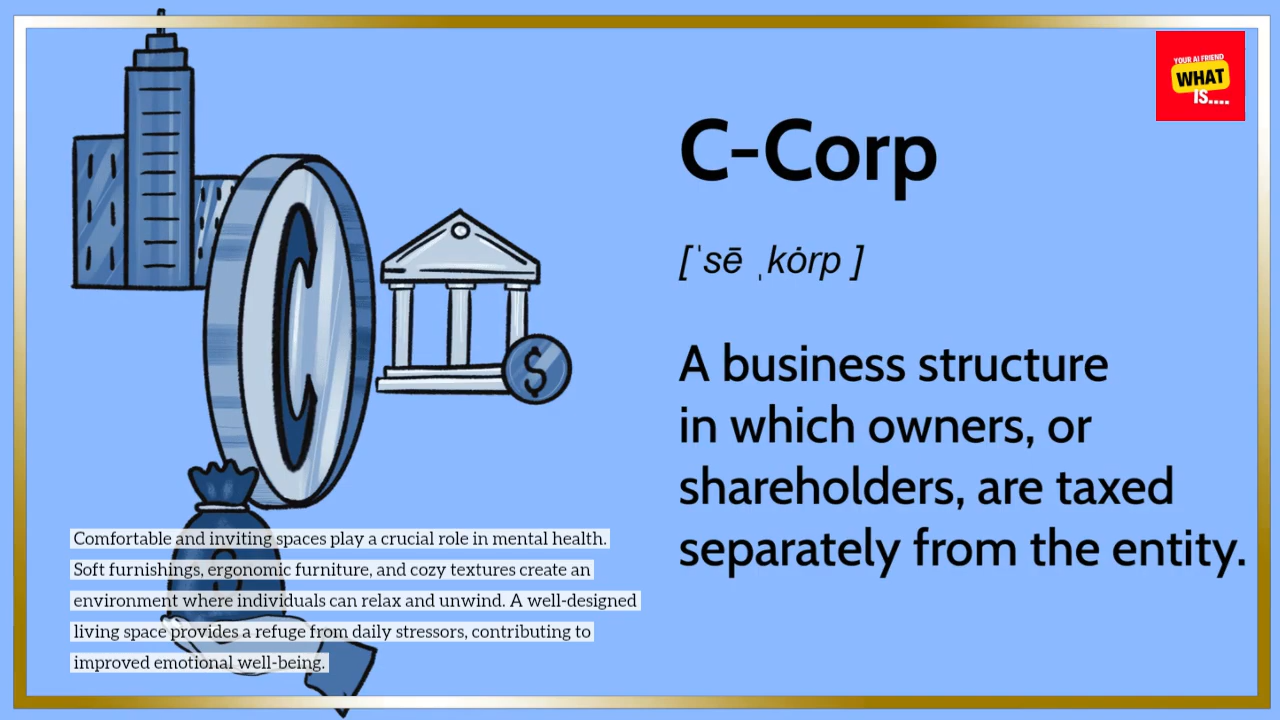 YOUR AI FRIEND
WHAT
IS....
C-Corp
[ˈsē ˌkȯrp ]
A business structure
in which owners, or
shareholders, are taxed
separately from the entity.
C
$
Comfortable and inviting spaces play a crucial role in mental health.
Soft furnishings, ergonomic furniture, and cozy textures create an
environment where individuals can relax and unwind. A well-designed
living space provides a refuge from daily stressors, contributing to
improved emotional well-being.